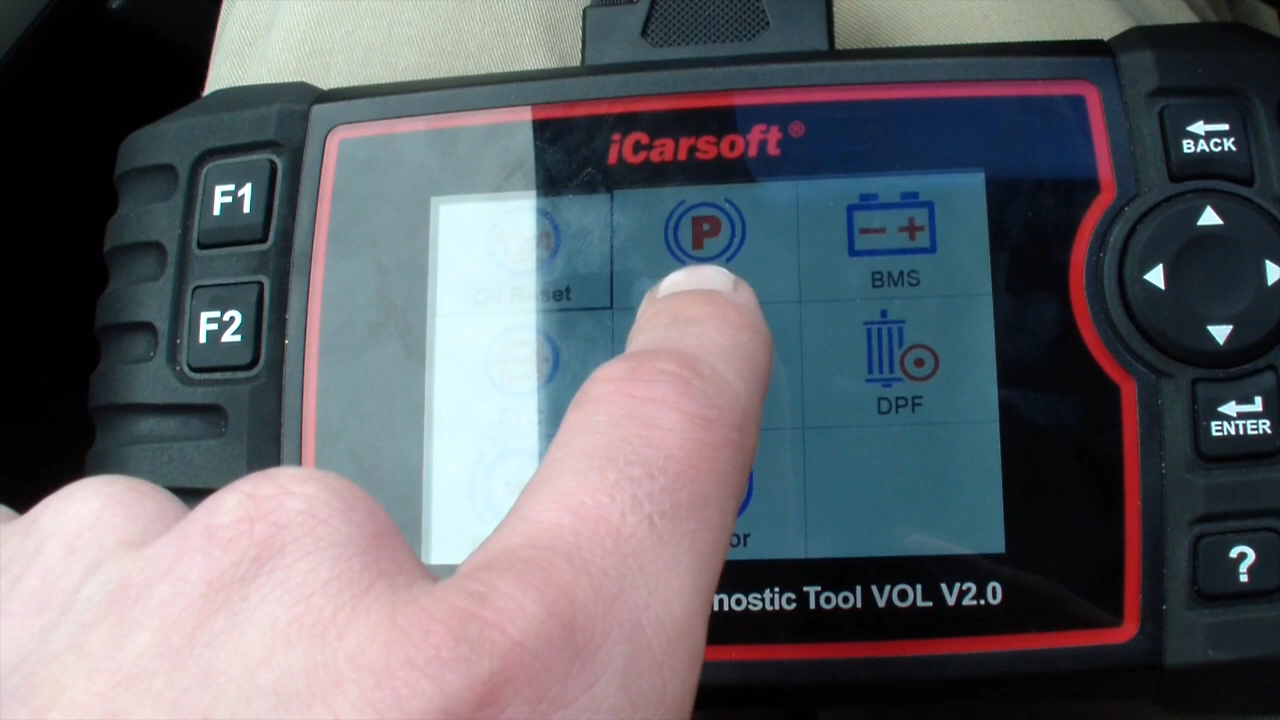 iCarsoft®
BACK
F1
P
BMS
Oil Reset
F2
DPF
ENTER
or
nostic Tool VOL V2.0
?